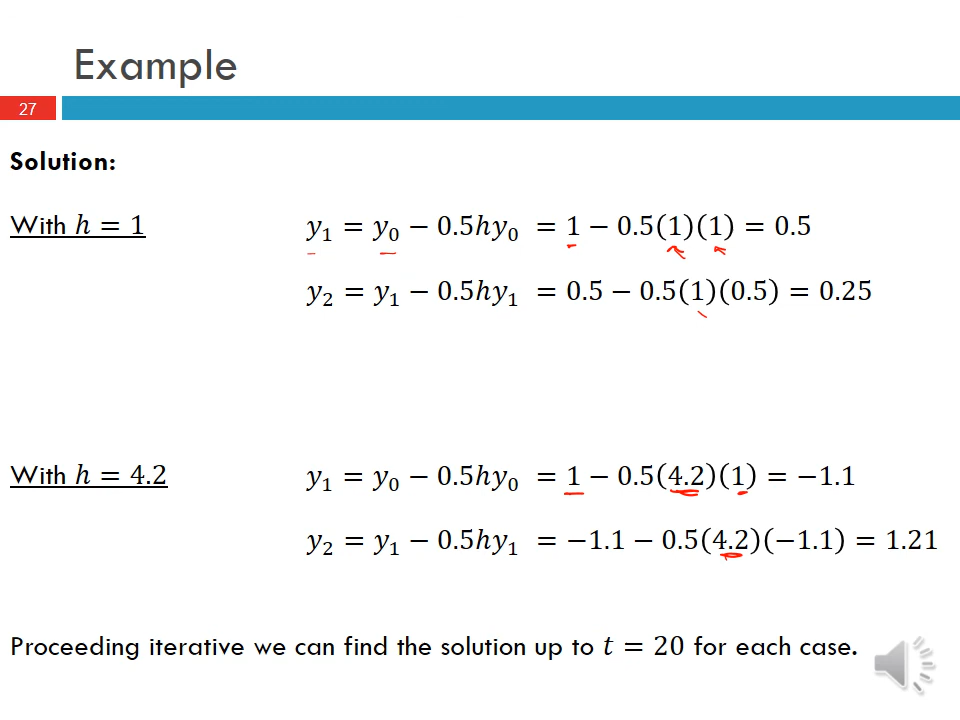 Example
27
Solution:
With ℎ = 1 𝑦₁ = 𝑦₀ − 0.5ℎ𝑦₀ = 1 − 0.5(1)(1) = 0.5
𝑦₂ = 𝑦₁ − 0.5ℎ𝑦₁ = 0.5 − 0.5(1)(0.5) = 0.25
With ℎ = 4.2 𝑦₁ = 𝑦₀ − 0.5ℎ𝑦₀ = 1 − 0.5(4.2)(1) = −1.1
𝑦₂ = 𝑦₁ − 0.5ℎ𝑦₁ = −1.1 − 0.5(4.2)(−1.1) = 1.21
Proceeding iterative we can find the solution up to 𝑡 = 20 for each case.